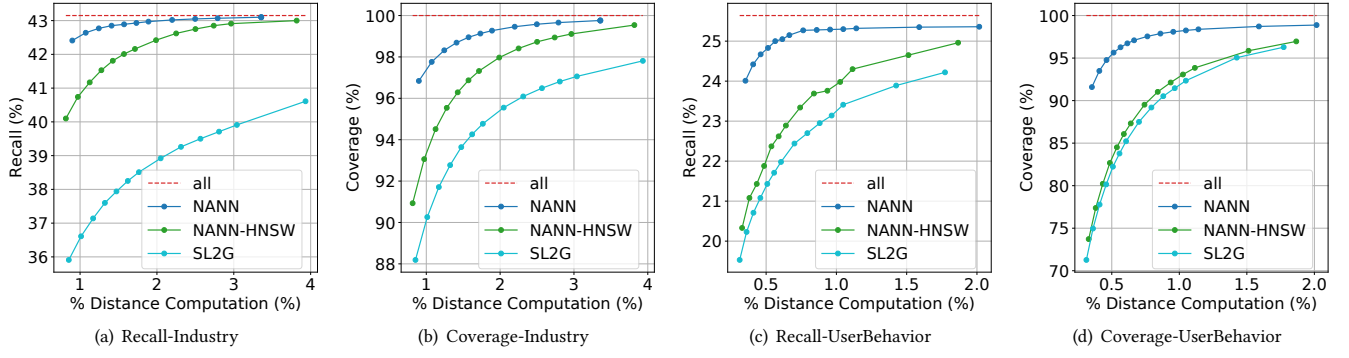 43
42
41
40
39
38
37
36
Recall (%)
all
NANN
NANN-HNSW
SL2G
1 2 3 4
% Distance Computation (%)
(a) Recall-Industry
100
98
96
94
92
90
88
Coverage (%)
all
NANN
NANN-HNSW
SL2G
1 2 3 4
% Distance Computation (%)
(b) Coverage-Industry
25
24
23
22
21
20
Recall (%)
all
NANN
NANN-HNSW
SL2G
0.5 1.0 1.5 2.0
% Distance Computation (%)
(c) Recall-UserBehavior
100
95
90
85
80
75
70
Coverage (%)
all
NANN
NANN-HNSW
SL2G
0.5 1.0 1.5 2.0
% Distance Computation (%)
(d) Coverage-UserBehavior